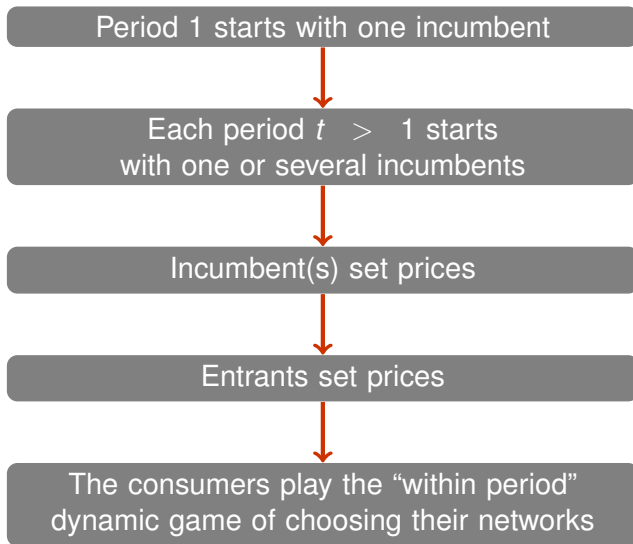 Period 1 starts with one incumbent
Each period t > 1 starts
with one or several incumbents
Incumbent(s) set prices
Entrants set prices
The consumers play the “within period”
dynamic game of choosing their networks